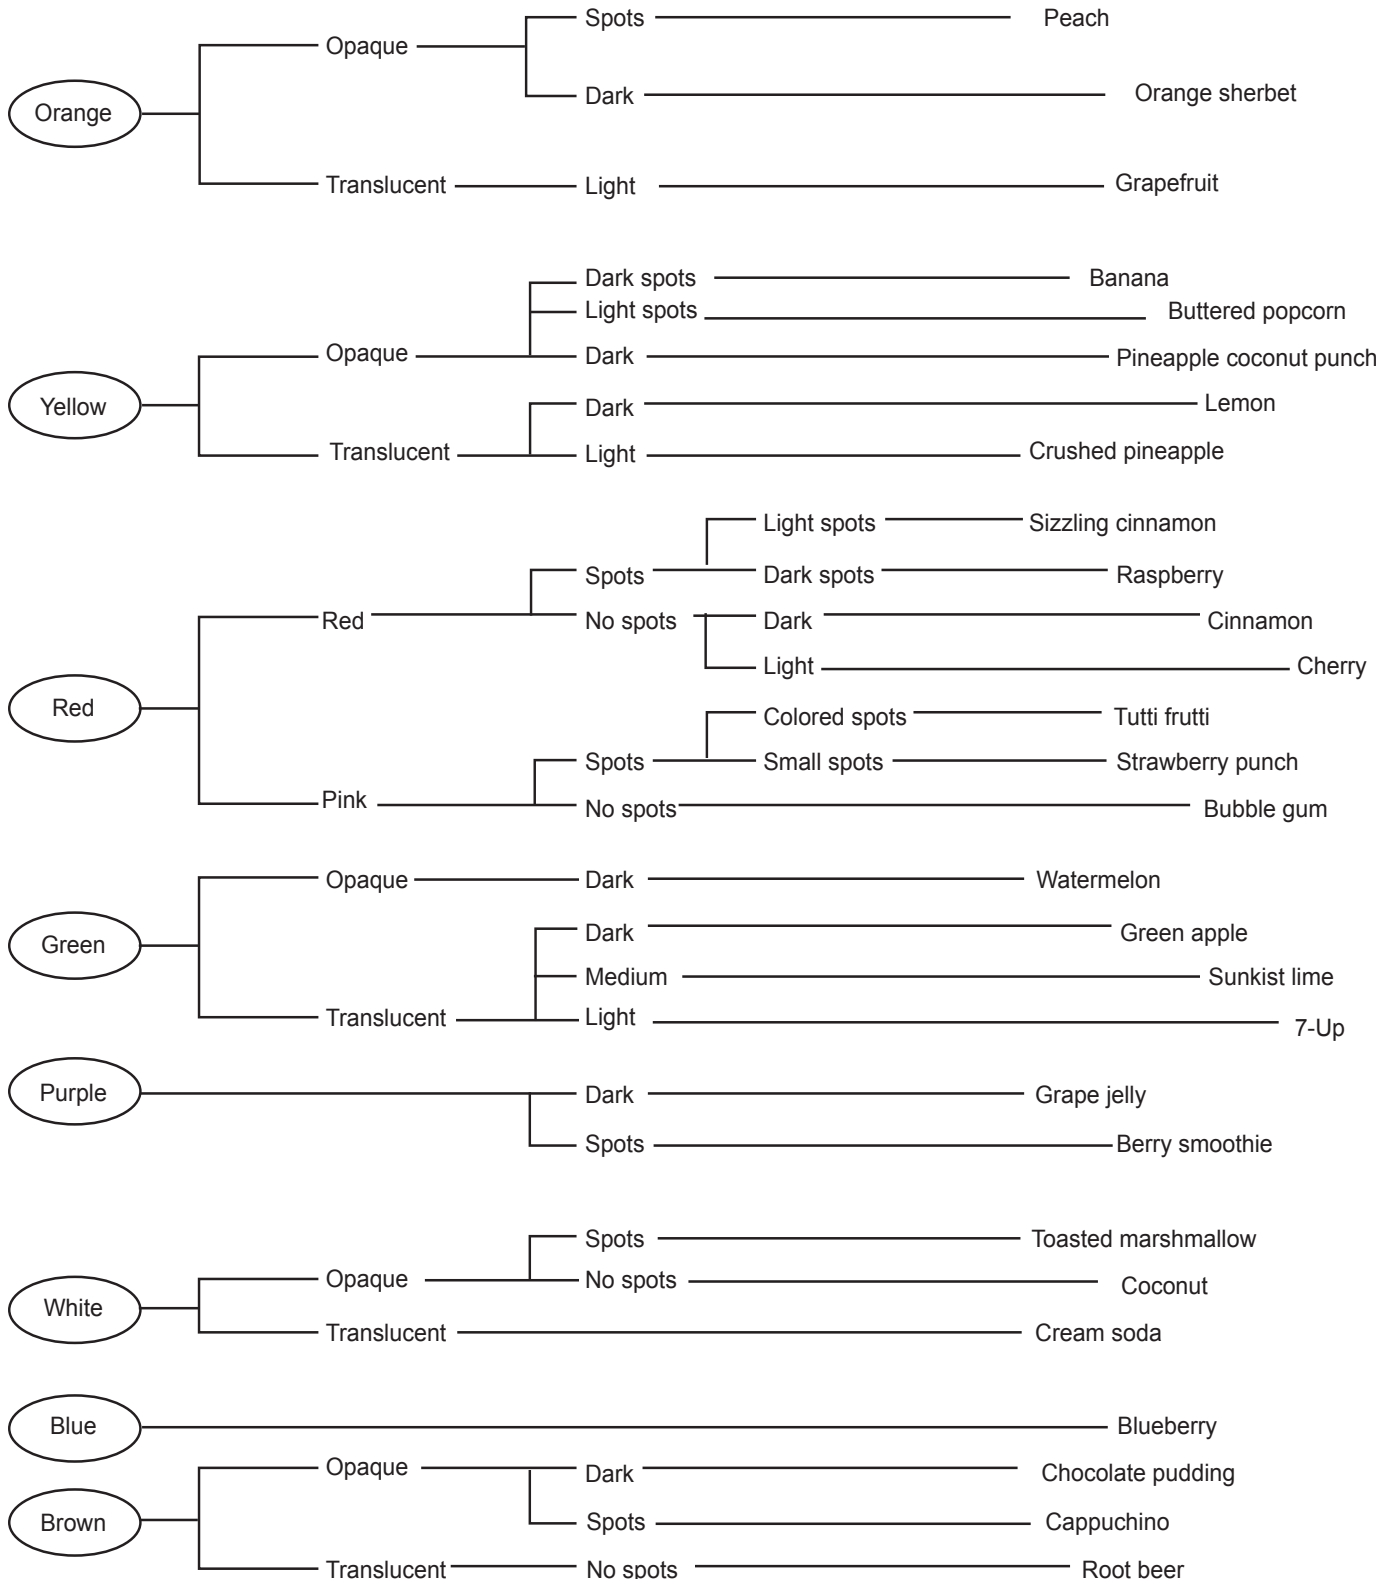 Spots Peach
Opaque
Dark Orange sherbet
Orange
Translucent Light Grapefruit
Dark spots Banana
Light spots Buttered popcorn
Opaque Dark Pineapple coconut punch
Yellow Dark Lemon
Translucent Light Crushed pineapple
Light spots Sizzling cinnamon
Spots Dark spots Raspberry
Red No spots Dark Cinnamon
Light Cherry
Red
Colored spots Tutti frutti
Spots Small spots Strawberry punch
Pink No spots Bubble gum
Opaque Dark Watermelon
Dark Green apple
Green
Medium Sunkist lime
Translucent Light 7-Up
Purple Dark Grape jelly
Spots Berry smoothie
Spots Toasted marshmallow
Opaque No spots Coconut
White
Translucent Cream soda
Blue Blueberry
Opaque Dark Chocolate pudding
Brown Spots Cappuchino
Translucent No spots Root beer